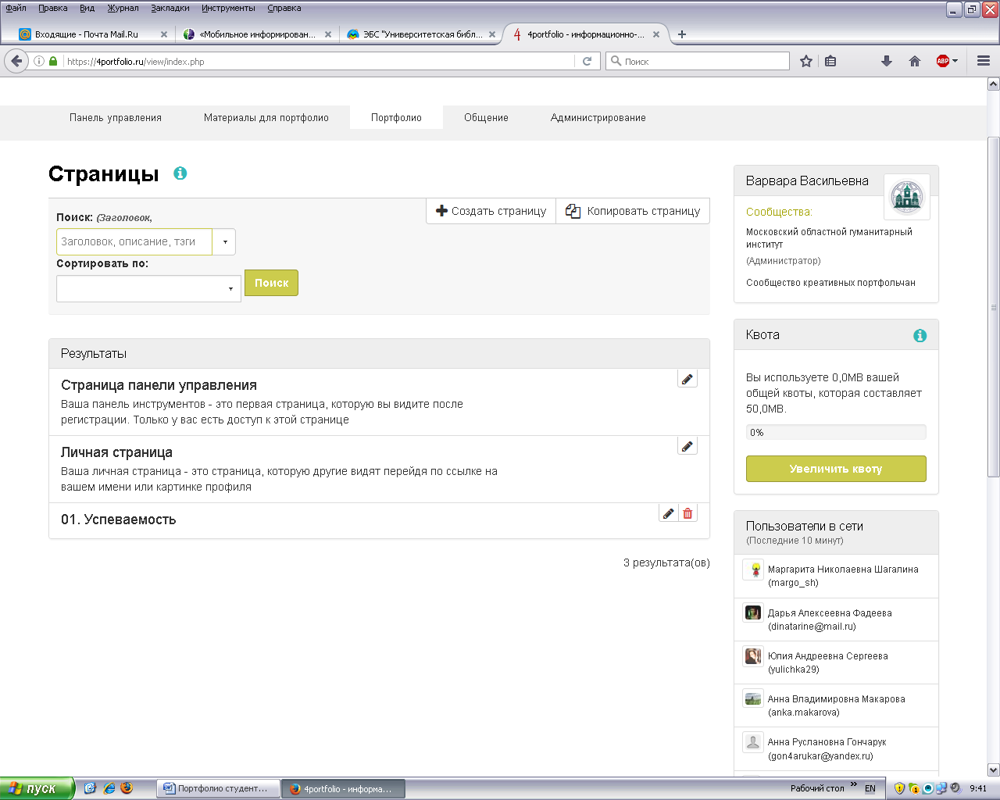 Файл Правка Вид Журнал Закладки Инструменты Справка
Входящие - Почта Mail.Ru
«Мобильное информирован...
ЭБС "Университетская библ...
4portfolio - информационно-...
https://4portfolio.ru/view/index.php
Поиск
ABP
Панель управления
Материалы для портфолио
Портфолио
Общение
Администрирование
Страницы
Создать страницу
Копировать страницу
Поиск: (Заголовок,
Заголовок, описание, тэги
Сортировать по:
Поиск
Результаты
Страница панели управления
Ваша панель инструментов - это первая страница, которую вы видите после
регистрации. Только у вас есть доступ к этой странице
Личная страница
Ваша личная страница - это страница, которую другие видят перейдя по ссылке на
вашем имени или картинке профиля
01. Успеваемость
3 результата(ов)
Варвара Васильевна
Сообщества:
Московский областной гуманитарный
институт
(Администратор)
Сообщество креативных портфольчан
Квота
Вы используете 0,0MB вашей
общей квоты, которая составляет
50,0MB.
0%
Увеличить квоту
Пользователи в сети
(Последние 10 минут)
Маргарита Николаевна Шагалина
(margo_sh)
Дарья Алексеевна Фадеева
(dinatarine@mail.ru)
Юлия Андреевна Сергеева
(yulichka29)
Анна Владимировна Макарова
(anka.makarova)
Анна Руслановна Гончарук
(gon4arukar@yandex.ru)
пуск
Портфолио студент...
4portfolio - информа...
Рабочий стол
»
EN
9:41